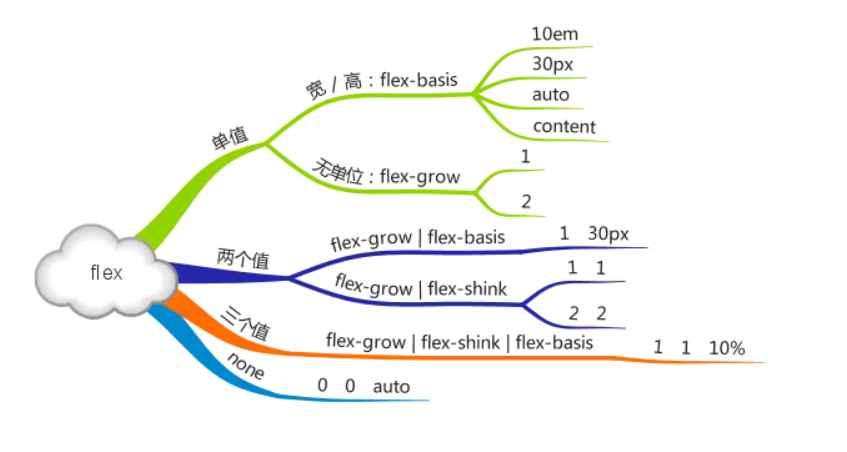 flex
单值
宽 / 高 : flex-basis
10em
30px
auto
content
无单位 : flex-grow
1
2
两个值
flex-grow | flex-basis
1 30px
flex-grow | flex-shink
1 1
2 2
三个值
flex-grow | flex-shink | flex-basis
1 1 10%
none
0 0 auto